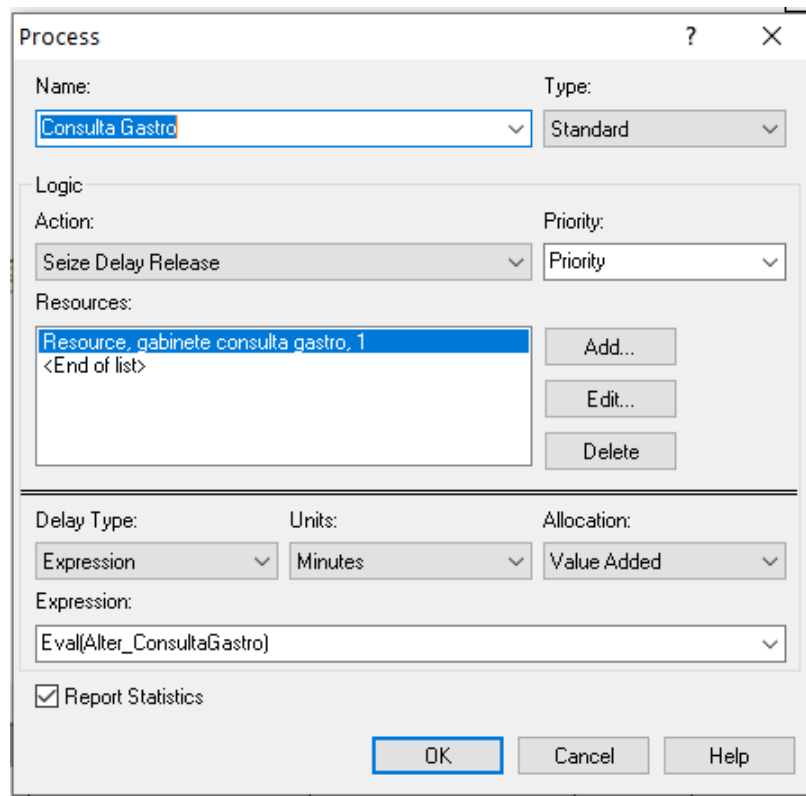 Process ? X
Name: Type:
Consulta Gastro Standard
Logic
Action: Priority:
Seize Delay Release Priority
Resources:
Resource, gabinete consulta gastro, 1 Add...
<End of list>
Edit...
Delete
Delay Type: Units: Allocation:
Expression Minutes Value Added
Expression:
Eval(Alter_ConsultaGastro)
Report Statistics
OK Cancel Help